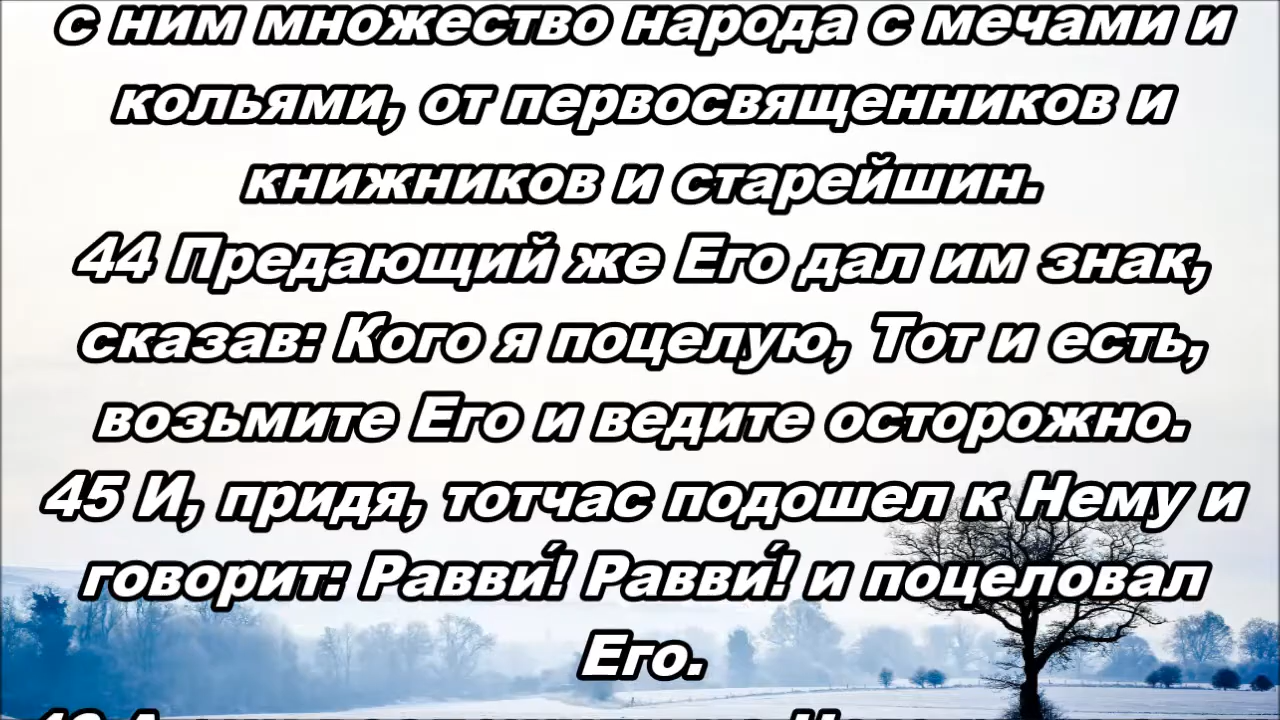 с ним множество народа с мечами и
кольями, от первосвященников и
книжников и старейшин.
44 Предающий же Его дал им знак,
сказав: Кого я поцелую, Тот и есть,
возьмите Его и ведите осторожно.
45 И, придя, тотчас подошел к Нему и
говорит: Равви́! Равви́! и поцеловал
Его.